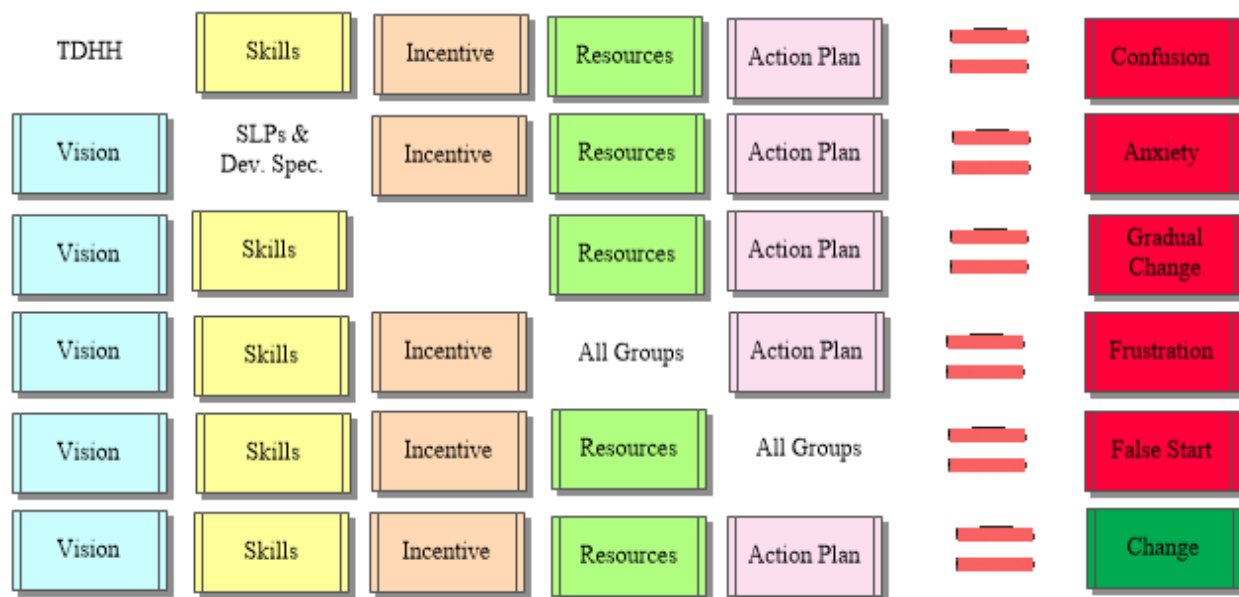 TDHH Skills Incentive Resources Action Plan Confusion
Vision SLPs & Dev. Spec. Incentive Resources Action Plan Anxiety
Vision Skills Resources Action Plan Gradual Change
Vision Skills Incentive All Groups Action Plan Frustration
Vision Skills Incentive Resources All Groups False Start
Vision Skills Incentive Resources Action Plan Change